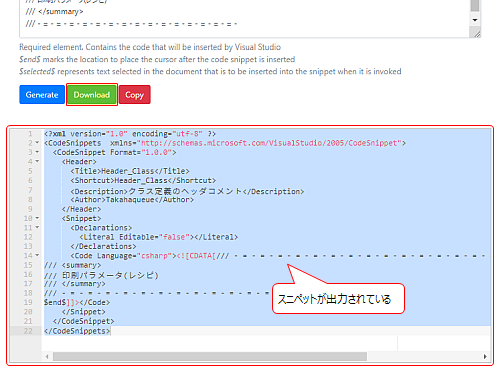 /// 印刷パラメータ(レシピ)
/// </summary>
/// - = - = - = - = - = - = - = - = - = - = - = - = - = -
Required element. Contains the code that will be inserted by Visual Studio
$end$ marks the location to place the cursor after the code snippet is inserted
$selected$ represents text selected in the document that is to be inserted into the snippet when it is invoked
Generate Download Copy
1 <?xml version="1.0" encoding="utf-8" ?>
2 <CodeSnippets xmlns="http://schemas.microsoft.com/VisualStudio/2005/CodeSnippet">
3 <CodeSnippet Format="1.0.0">
4 <Header>
5 <Title>Header_Class</Title>
6 <Shortcut>Header_Class</Shortcut>
7 <Description>クラス定義のヘッダコメント</Description>
8 <Author>Takahaqueue</Author>
9 </Header>
10 <Snippet>
11 <Declarations>
12 <Literal Editable="false"></Literal>
13 </Declarations>
14 <Code Language="csharp"><![CDATA[/// - = - = - = - = - = - = - = - = - = - = - = - = -
15 /// <summary>
16 /// 印刷パラメータ(レシピ)
17 /// </summary>
18 /// - = - = - = - = - = - = - = - = - = - = - = - = - = -
19 $end$]]></Code>
20 </Snippet>
21 </CodeSnippet>
22 </CodeSnippets>
スニペットが出力されている